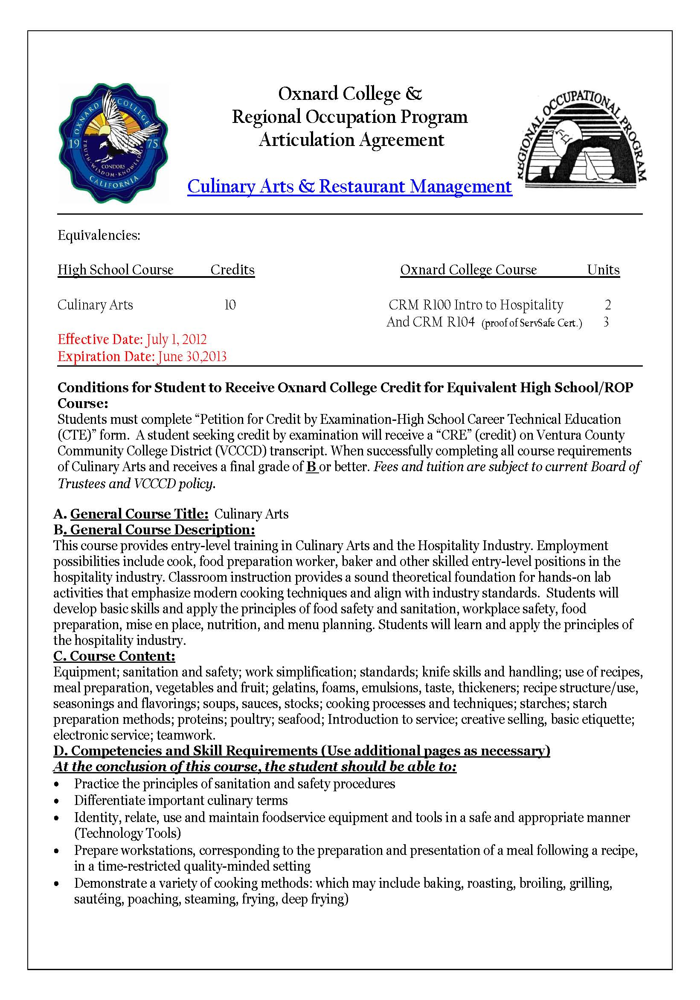 OXNARD COLLEGE
19 75
TRUTH · WISDOM · KNOWLEDGE
CONDORS
CALIFORNIA
Oxnard College &
Regional Occupation Program
Articulation Agreement
REGIONAL OCCUPATIONAL PROGRAM
Culinary Arts & Restaurant Management
Equivalencies:
High School Course Credits Oxnard College Course Units
Culinary Arts 10 CRM R100 Intro to Hospitality 2
And CRM R104 (proof of ServSafe Cert.) 3
Effective Date: July 1, 2012
Expiration Date: June 30,2013
Conditions for Student to Receive Oxnard College Credit for Equivalent High School/ROP
Course:
Students must complete “Petition for Credit by Examination-High School Career Technical Education
(CTE)” form. A student seeking credit by examination will receive a “CRE” (credit) on Ventura County
Community College District (VCCCD) transcript. When successfully completing all course requirements
of Culinary Arts and receives a final grade of B or better. Fees and tuition are subject to current Board of
Trustees and VCCCD policy.
A. General Course Title: Culinary Arts
B. General Course Description:
This course provides entry-level training in Culinary Arts and the Hospitality Industry. Employment
possibilities include cook, food preparation worker, baker and other skilled entry-level positions in the
hospitality industry. Classroom instruction provides a sound theoretical foundation for hands-on lab
activities that emphasize modern cooking techniques and align with industry standards. Students will
develop basic skills and apply the principles of food safety and sanitation, workplace safety, food
preparation, mise en place, nutrition, and menu planning. Students will learn and apply the principles of
the hospitality industry.
C. Course Content:
Equipment; sanitation and safety; work simplification; standards; knife skills and handling; use of recipes,
meal preparation, vegetables and fruit; gelatins, foams, emulsions, taste, thickeners; recipe structure/use,
seasonings and flavorings; soups, sauces, stocks; cooking processes and techniques; starches; starch
preparation methods; proteins; poultry; seafood; Introduction to service; creative selling, basic etiquette;
electronic service; teamwork.
D. Competencies and Skill Requirements (Use additional pages as necessary)
At the conclusion of this course, the student should be able to:
• Practice the principles of sanitation and safety procedures
• Differentiate important culinary terms
• Identity, relate, use and maintain foodservice equipment and tools in a safe and appropriate manner
(Technology Tools)
• Prepare workstations, corresponding to the preparation and presentation of a meal following a recipe,
in a time-restricted quality-minded setting
• Demonstrate a variety of cooking methods: which may include baking, roasting, broiling, grilling,
sautéing, poaching, steaming, frying, deep frying)